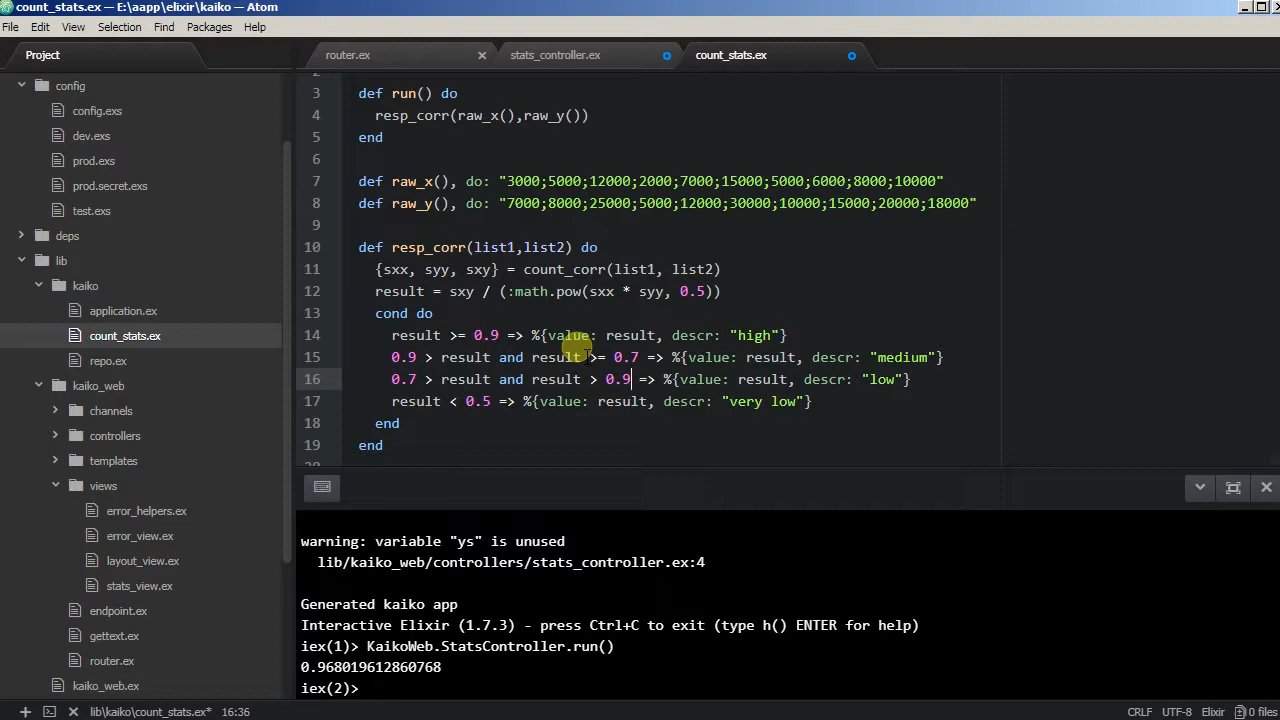 count_stats.ex — E:\aapp\elixir\kaiko — Atom
File Edit View Selection Find Packages Help
Project
router.ex
stats_controller.ex
count_stats.ex
config
config.exs
dev.exs
prod.exs
prod.secret.exs
test.exs
deps
lib
kaiko
application.ex
count_stats.ex
repo.ex
kaiko_web
channels
controllers
templates
views
error_helpers.ex
error_view.ex
layout_view.ex
stats_view.ex
endpoint.ex
gettext.ex
router.ex
kaiko_web.ex
3 def run() do
4 resp_corr(raw_x(),raw_y())
5 end
6
7 def raw_x(), do: "3000;5000;12000;2000;7000;15000;5000;6000;8000;10000"
8 def raw_y(), do: "7000;8000;25000;5000;12000;30000;10000;15000;20000;18000"
9
10 def resp_corr(list1,list2) do
11 {sxx, syy, sxy} = count_corr(list1, list2)
12 result = sxy / (:math.pow(sxx * syy, 0.5))
13 cond do
14 result >= 0.9 => %{value: result, descr: "high"}
15 0.9 > result and result >= 0.7 => %{value: result, descr: "medium"}
16 0.7 > result and result > 0.9 => %{value: result, descr: "low"}
17 result < 0.5 => %{value: result, descr: "very low"}
18 end
19 end
warning: variable "ys" is unused
lib/kaiko_web/controllers/stats_controller.ex:4
Generated kaiko app
Interactive Elixir (1.7.3) - press Ctrl+C to exit (type h() ENTER for help)
iex(1)> KaikoWeb.StatsController.run()
0.968019612860768
iex(2)>
lib\kaiko\count_stats.ex* 16:36
CRLF UTF-8 Elixir 0 files